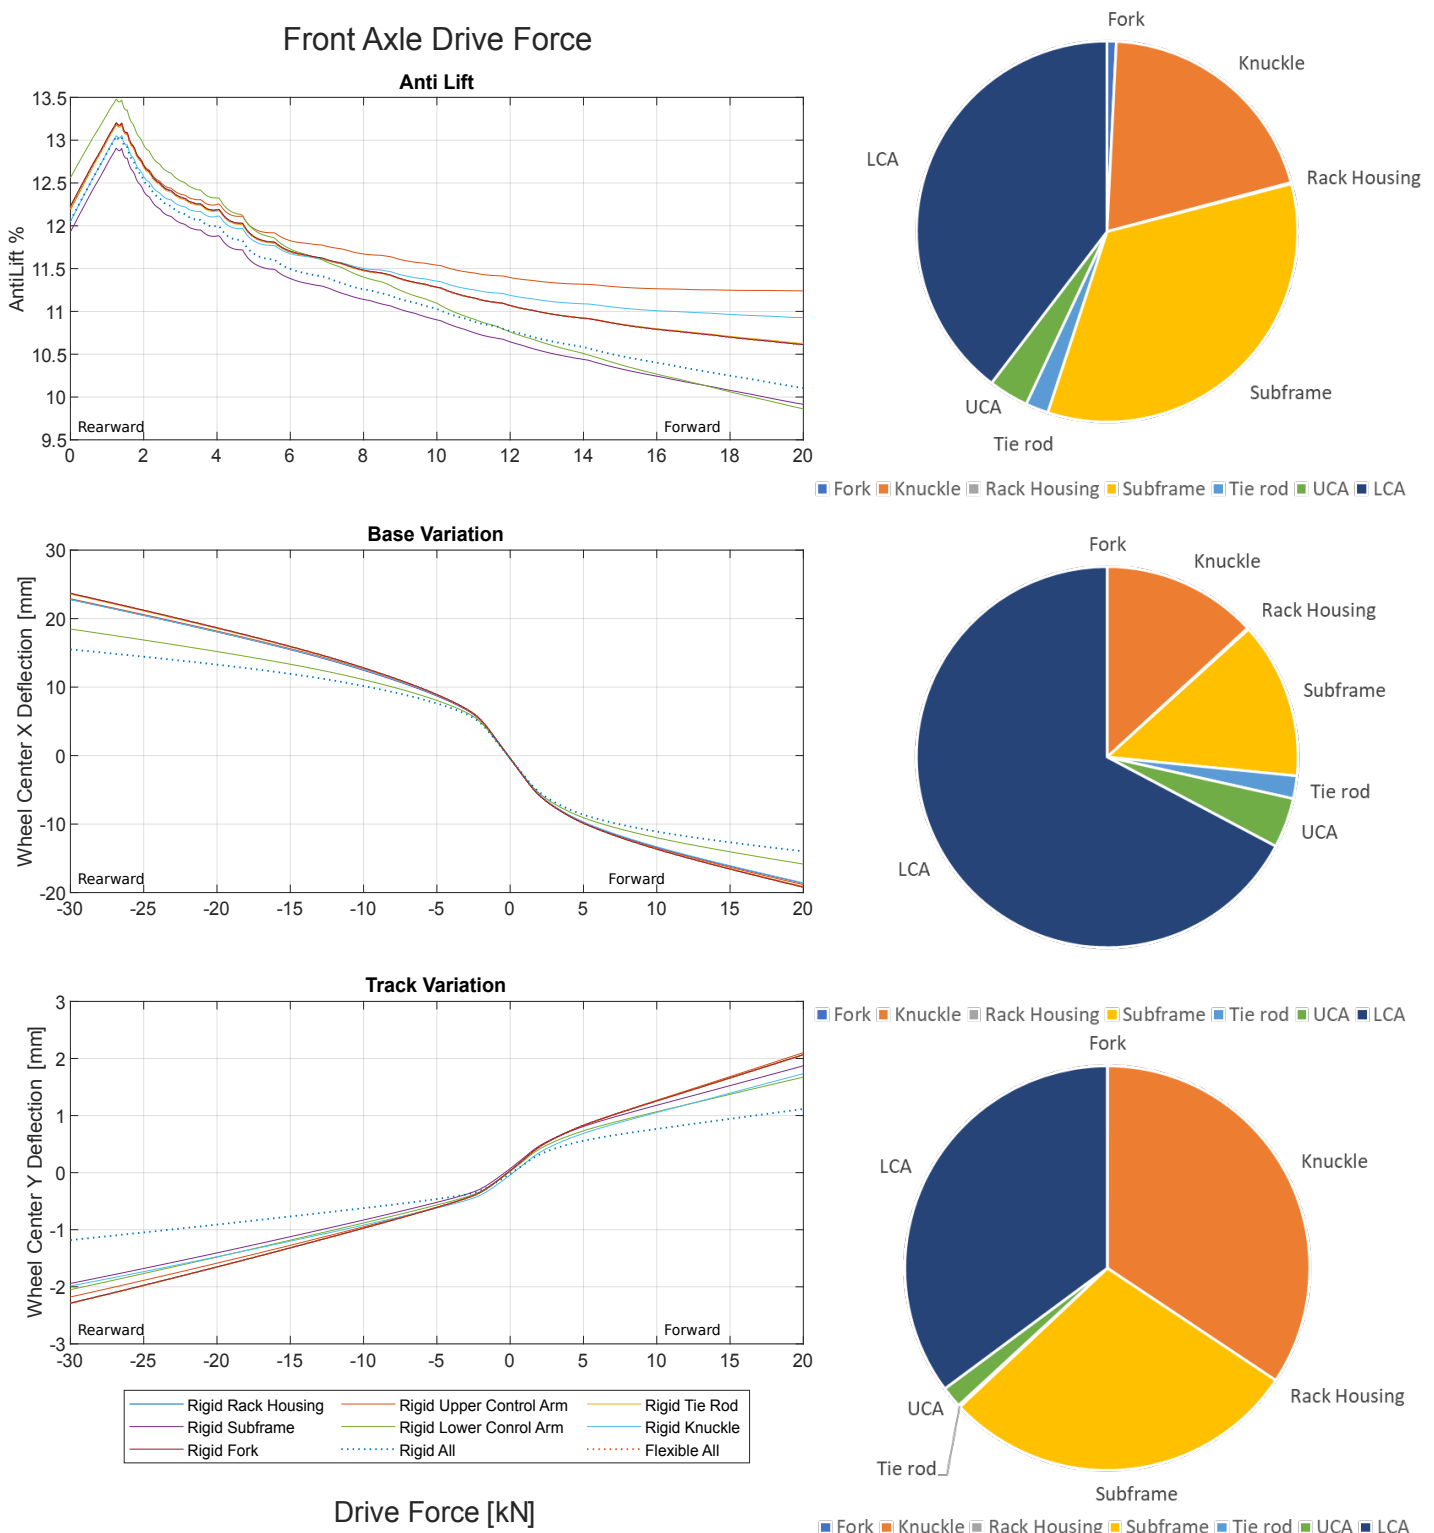 Front Axle Drive Force
Anti Lift
AntiLift %
13.5
13
12.5
12
11.5
11
10.5
10
9.5
Rearward
Forward
0 2 4 6 8 10 12 14 16 18 20
Fork
Knuckle
LCA
Rack Housing
Subframe
UCA
Tie rod
Fork Knuckle Rack Housing Subframe Tie rod UCA LCA
Base Variation
Wheel Center X Deflection [mm]
30
20
10
0
-10
-20
Rearward
Forward
-30 -25 -20 -15 -10 -5 0 5 10 15 20
Fork
Knuckle
Rack Housing
Subframe
Tie rod
UCA
LCA
Fork Knuckle Rack Housing Subframe Tie rod UCA LCA
Track Variation
Wheel Center Y Deflection [mm]
3
2
1
0
-1
-2
-3
Rearward
Forward
-30 -25 -20 -15 -10 -5 0 5 10 15 20
Fork
LCA
Knuckle
Rack Housing
UCA
Tie rod
Subframe
Fork Knuckle Rack Housing Subframe Tie rod UCA LCA
Rigid Rack Housing Rigid Upper Control Arm Rigid Tie Rod
Rigid Subframe Rigid Lower Conrol Arm Rigid Knuckle
Rigid Fork Rigid All Flexible All
Drive Force [kN]